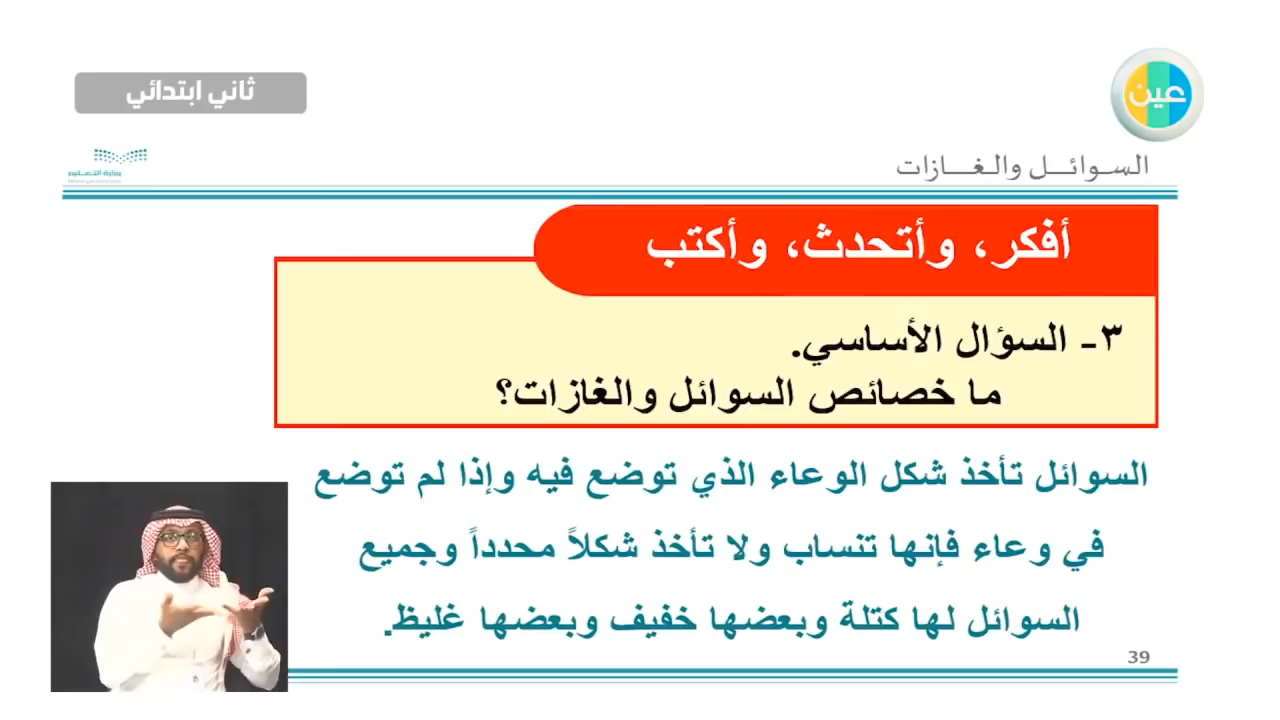 ثاني ابتدائي
عين
وزارة التعليم
السوائل والغازات
أفكر، وأتحدث، وأكتب
٣- السؤال الأساسي.
ما خصائص السوائل والغازات؟
السوائل تأخذ شكل الوعاء الذي توضع فيه وإذا لم توضع
في وعاء فإنها تنساب ولا تأخذ شكلاً محدداً وجميع
السوائل لها كتلة وبعضها خفيف وبعضها غليظ.
39